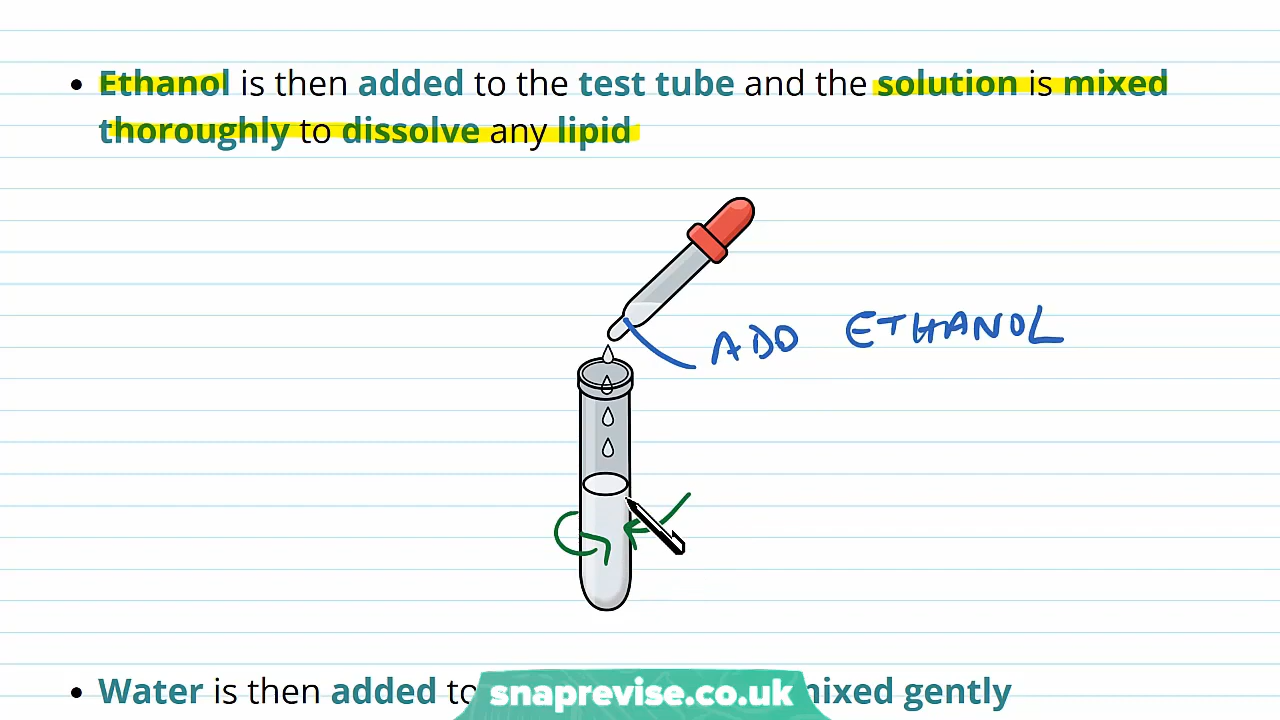 • Ethanol is then added to the test tube and the solution is mixed
thoroughly to dissolve any lipid
ADD ETHANOL
• Water is then added to mixed gently
snaprevise.co.uk